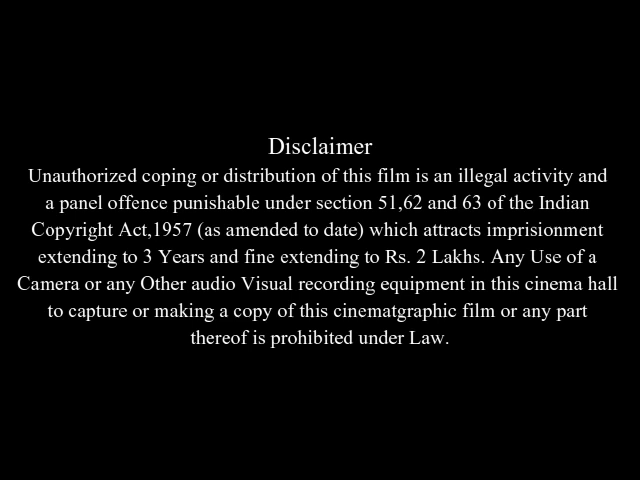 Disclaimer
Unauthorized coping or distribution of this film is an illegal activity and
a panel offence punishable under section 51,62 and 63 of the Indian
Copyright Act,1957 (as amended to date) which attracts imprisionment
extending to 3 Years and fine extending to Rs. 2 Lakhs. Any Use of a
Camera or any Other audio Visual recording equipment in this cinema hall
to capture or making a copy of this cinematgraphic film or any part
thereof is prohibited under Law.